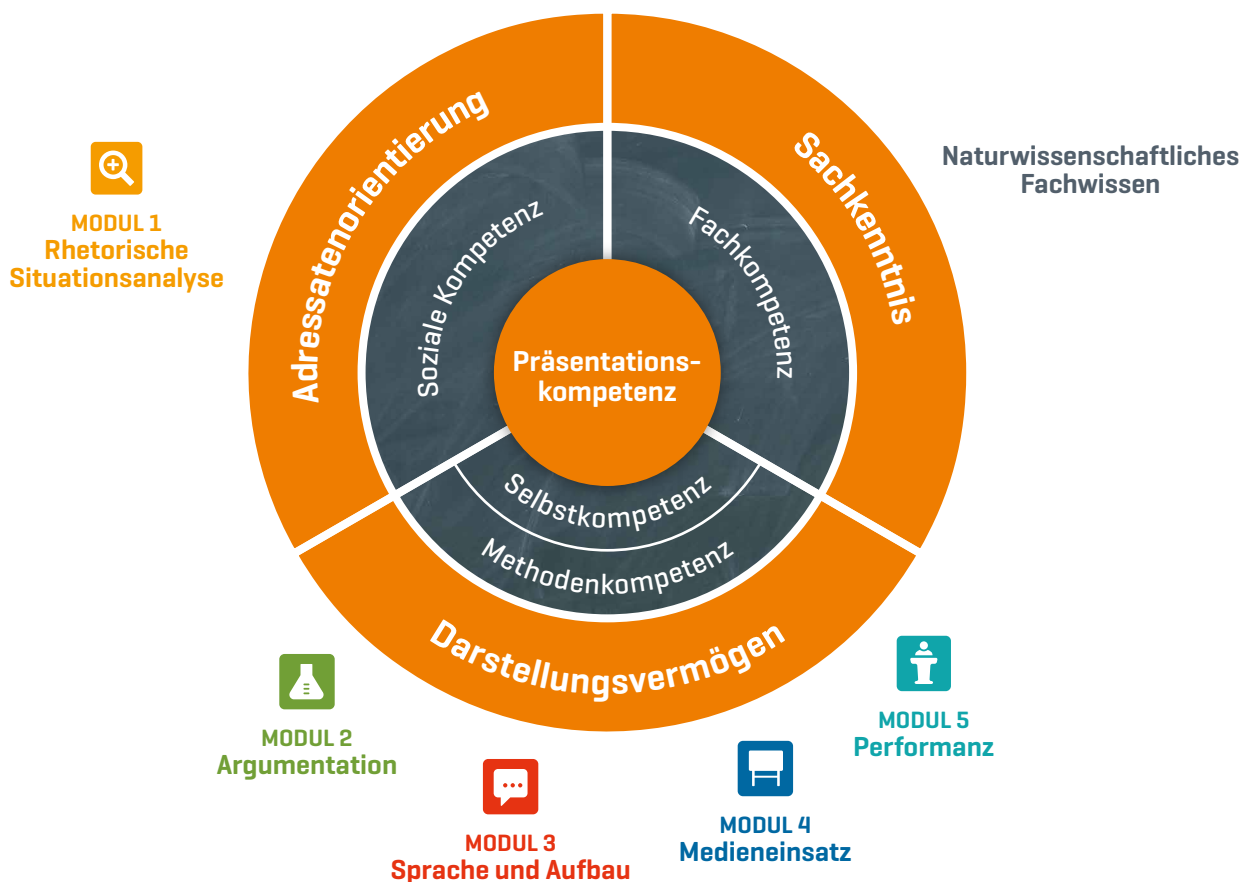 Adressatenorientierung
Sachkenntnis
Naturwissenschaftliches
Fachwissen
MODUL 1
Rhetorische
Situationsanalyse
Soziale Kompetenz
Fachkompetenz
Präsentations-
kompetenz
Selbstkompetenz
Methodenkompetenz
Darstellungsvermögen
MODUL 2
Argumentation
MODUL 3
Sprache und Aufbau
MODUL 4
Medieneinsatz
MODUL 5
Performanz